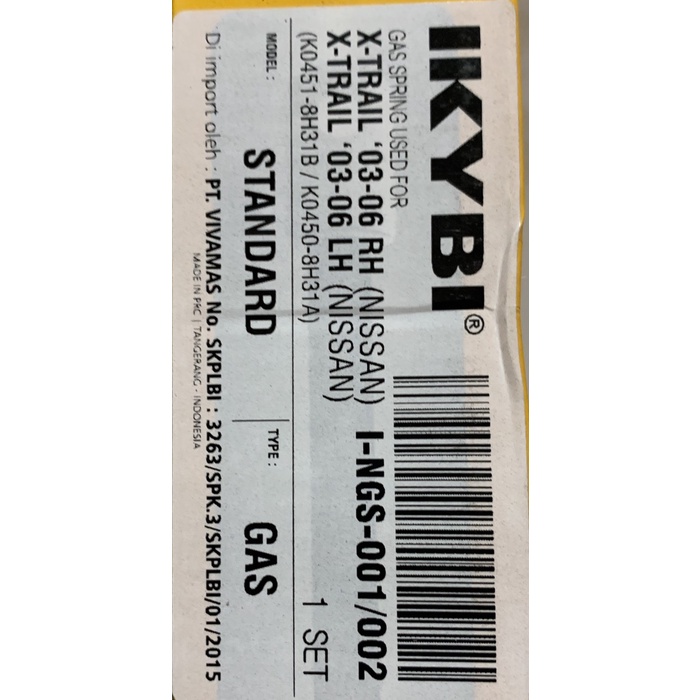 IKYBI®
GAS SPRING USED FOR
X-TRAIL '03-06 RH (NISSAN) I-NGS-001/002
X-TRAIL '03-06 LH (NISSAN)
(K0451-8H31B / K0450-8H31A) 1 SET
MODEL : STANDARD TYPE : GAS
Di import oleh : PT. VIVAMAS No. SKPLBI : 3263/SPK.3/SKPLBI/01/2015
MADE IN PRC | TANGERANG - INDONESIA